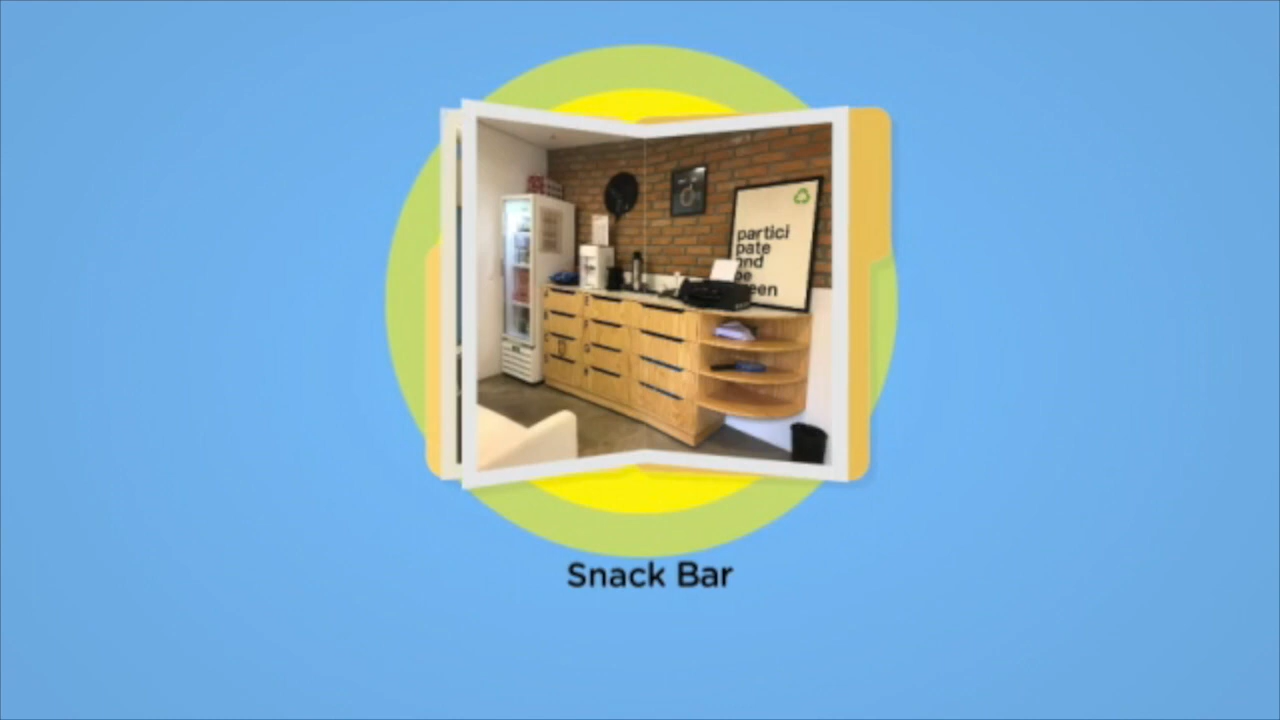 partici
pate
and
be
een
Snack Bar